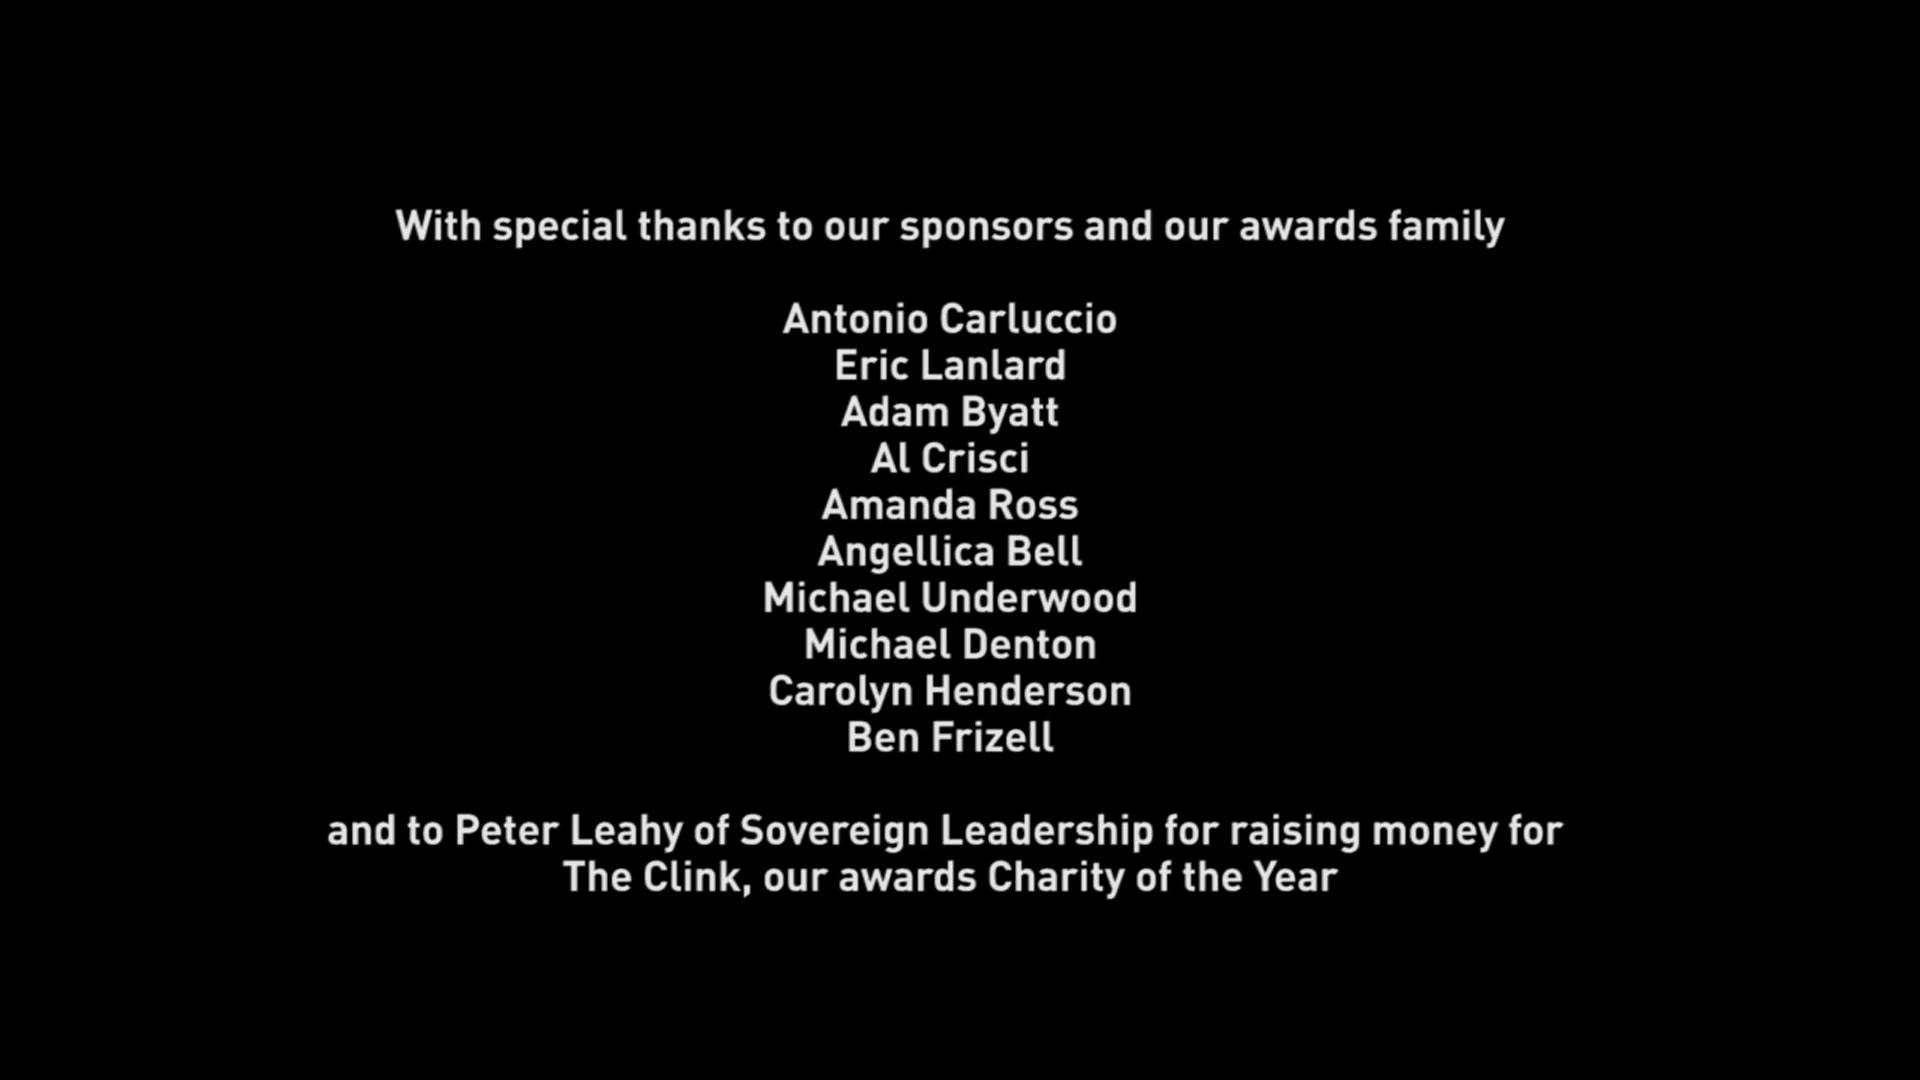 With special thanks to our sponsors and our awards family
Antonio Carluccio
Eric Lanlard
Adam Byatt
Al Crisci
Amanda Ross
Angellica Bell
Michael Underwood
Michael Denton
Carolyn Henderson
Ben Frizell
and to Peter Leahy of Sovereign Leadership for raising money for
The Clink, our awards Charity of the Year